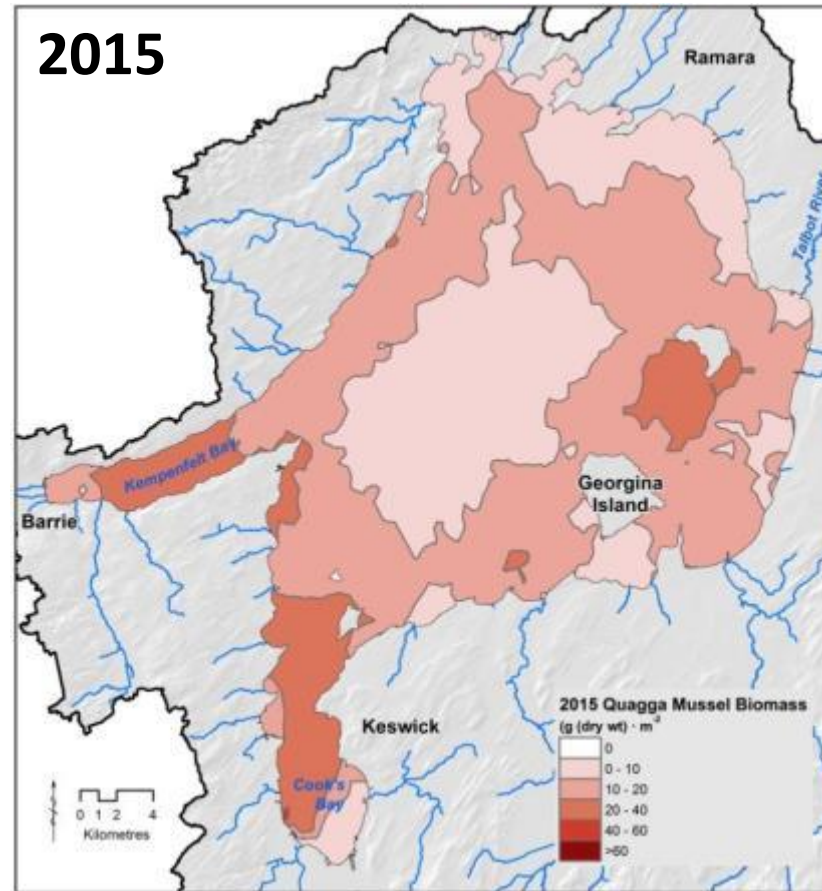 2015
Ramara
Talbot River
Kempenfelt Bay
Barrie
Georgina
Island
Keswick
Cook's
Bay
2015 Quagga Mussel Biomass
(g (dry wt) · m⁻²
0
0 - 10
10 - 20
20 - 40
40 - 60
>60
0 1 2 4
Kilometres